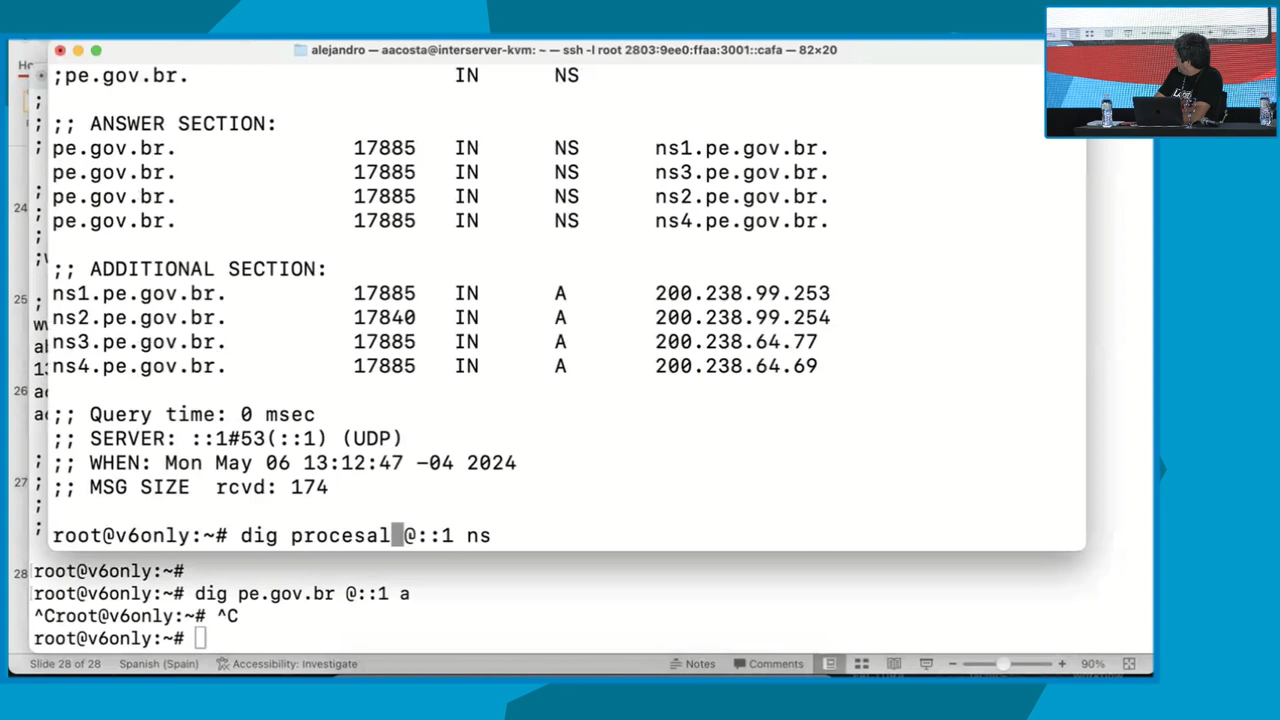 alejandro — aacosta@interserver-kvm: ~ — ssh -l root 2803:9ee0:ffaa:3001::cafa — 82×20
;pe.gov.br. IN NS
;; ANSWER SECTION:
pe.gov.br. 17885 IN NS ns1.pe.gov.br.
pe.gov.br. 17885 IN NS ns3.pe.gov.br.
pe.gov.br. 17885 IN NS ns2.pe.gov.br.
pe.gov.br. 17885 IN NS ns4.pe.gov.br.
;; ADDITIONAL SECTION:
ns1.pe.gov.br. 17885 IN A 200.238.99.253
ns2.pe.gov.br. 17840 IN A 200.238.99.254
ns3.pe.gov.br. 17885 IN A 200.238.64.77
ns4.pe.gov.br. 17885 IN A 200.238.64.69
;; Query time: 0 msec
;; SERVER: ::1#53(::1) (UDP)
;; WHEN: Mon May 06 13:12:47 -04 2024
;; MSG SIZE rcvd: 174
root@v6only:~# dig procesal @::1 ns
24
25
26
27
28
root@v6only:~#
root@v6only:~# dig pe.gov.br @::1 a
^Croot@v6only:~# ^C
root@v6only:~#
Slide 28 of 28 Spanish (Spain) Accessibility: Investigate Notes Comments 90%